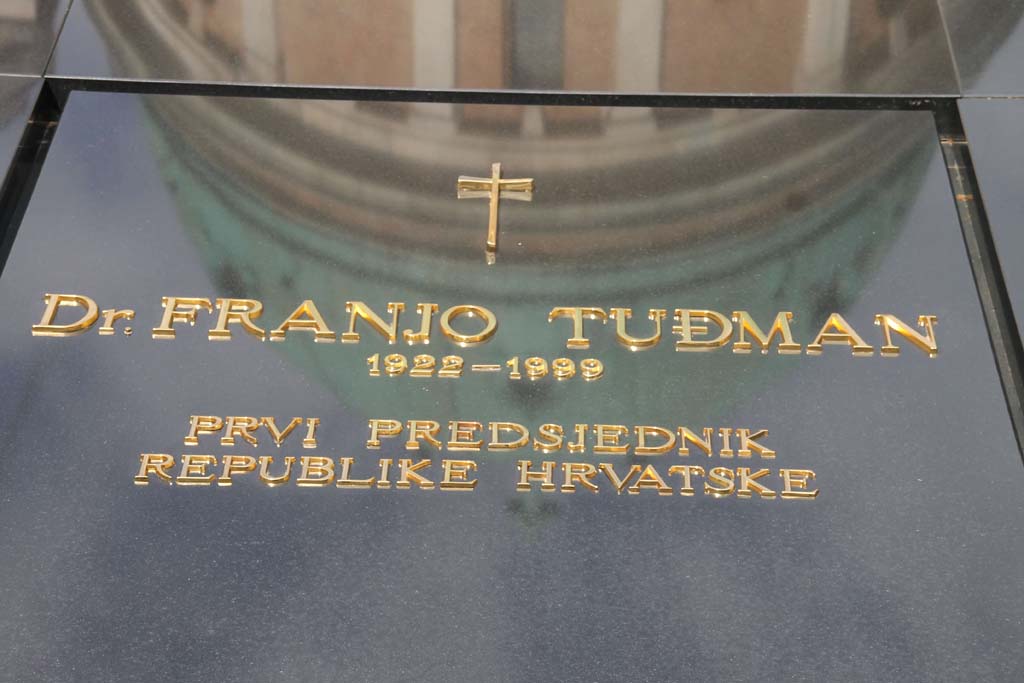 Dr. FRANJO TUĐMAN
1922–1999
PRVI PREDSJEDNIK
REPUBLIKE HRVATSKE